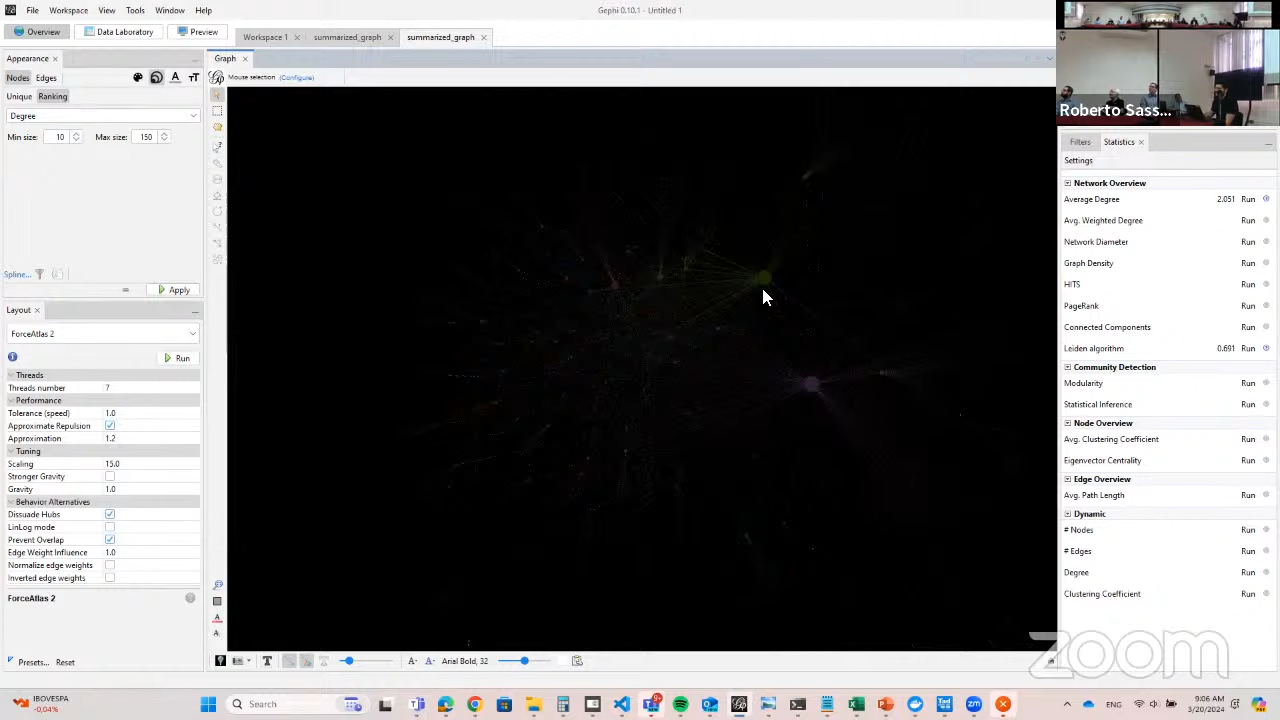 File Workspace View Tools Window Help
Gephi 0.10.1 - Untitled 1
Overview Data Laboratory Preview
Workspace 1 summarized_graph summarized_graph
Appearance
Graph
Nodes Edges
Mouse selection (Configure)
Unique Ranking
Degree
Min size: 10 Max size: 150
Spline...
Apply
Layout
ForceAtlas 2
Run
Threads
Threads number 7
Performance
Tolerance (speed) 1.0
Approximate Repulsion
Approximation 1.2
Tuning
Scaling 15.0
Stronger Gravity
Gravity 1.0
Behavior Alternatives
Dissuade Hubs
LinLog mode
Prevent Overlap
Edge Weight Influence 1.0
Normalize edge weights
Inverted edge weights
ForceAtlas 2
Presets... Reset
Arial Bold, 32
Roberto Sass...
Filters Statistics
Settings
Network Overview
Average Degree 2.051 Run
Avg. Weighted Degree Run
Network Diameter Run
Graph Density Run
HITS Run
PageRank Run
Connected Components Run
Leiden algorithm 0.691 Run
Community Detection
Modularity Run
Statistical Inference Run
Node Overview
Avg. Clustering Coefficient Run
Eigenvector Centrality Run
Edge Overview
Avg. Path Length Run
Dynamic
# Nodes Run
# Edges Run
Degree Run
Clustering Coefficient Run
zoom
IBOVESPA
-0,04%
Search
ENG
9:06 AM
3/20/2024